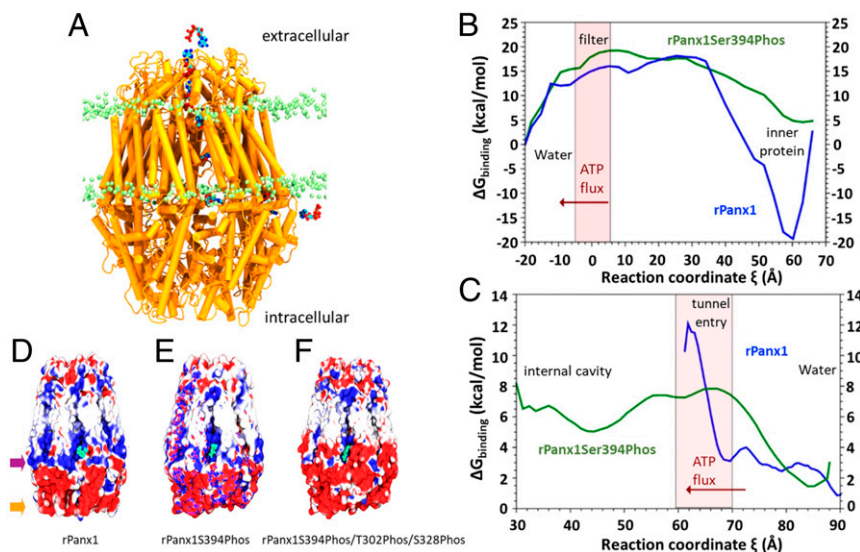 A
extracellular
intracellular
B
25
20
15
10
5
0
-5
-10
-15
-20
ΔGbinding (kcal/mol)
filter
rPanx1Ser394Phos
Water
ATP
flux
inner
protein
rPanx1
25
20
15
10
5
0
-5
-10
-15
-20
-20 -10 0 10 20 30 40 50 60 70
Reaction coordinate ξ (Å)
C
14
12
10
8
6
4
2
0
ΔGbinding (kcal/mol)
tunnel
entry
rPanx1
internal cavity
Water
rPanx1Ser394Phos
ATP
flux
14
12
10
8
6
4
2
0
30 40 50 60 70 80 90
Reaction coordinate ξ (Å)
D E F
rPanx1 rPanx1S394Phos rPanx1S394Phos/T302Phos/S328Phos